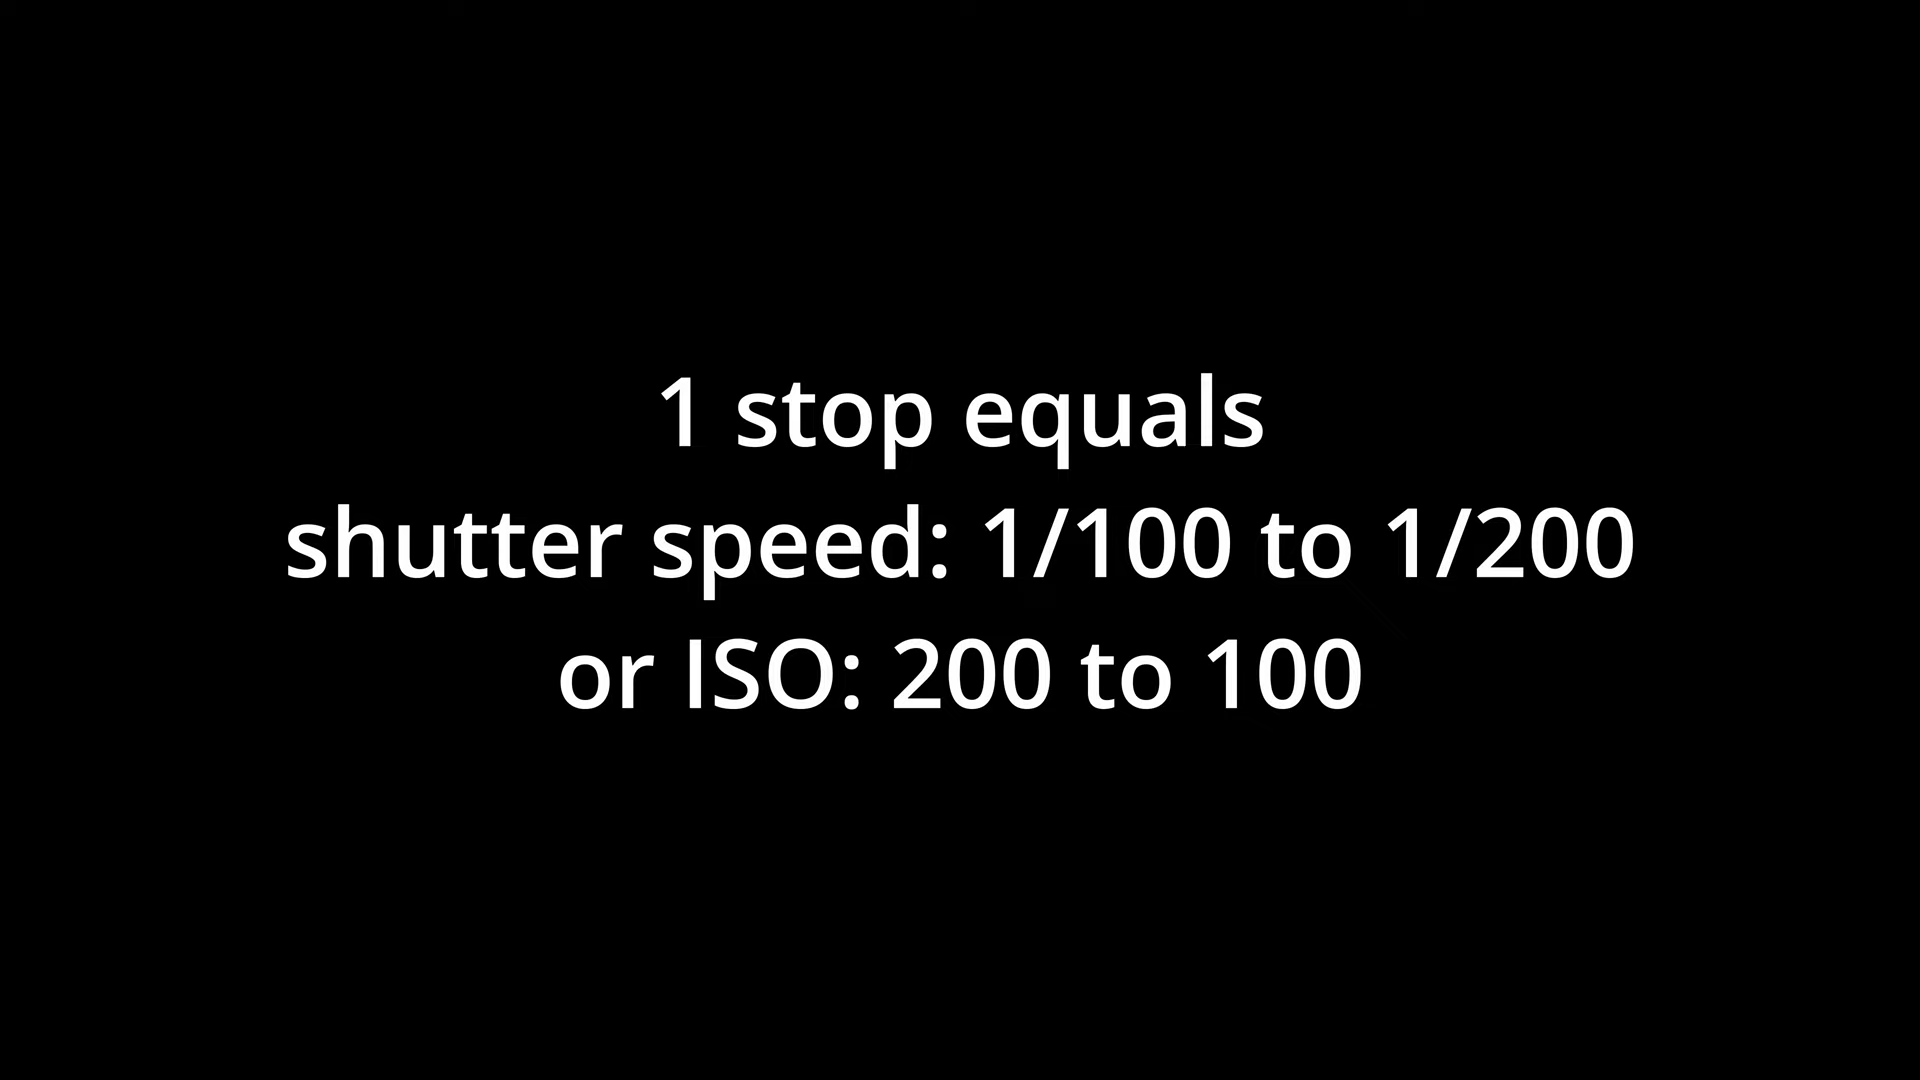 1 stop equals
shutter speed: 1/100 to 1/200
or ISO: 200 to 100